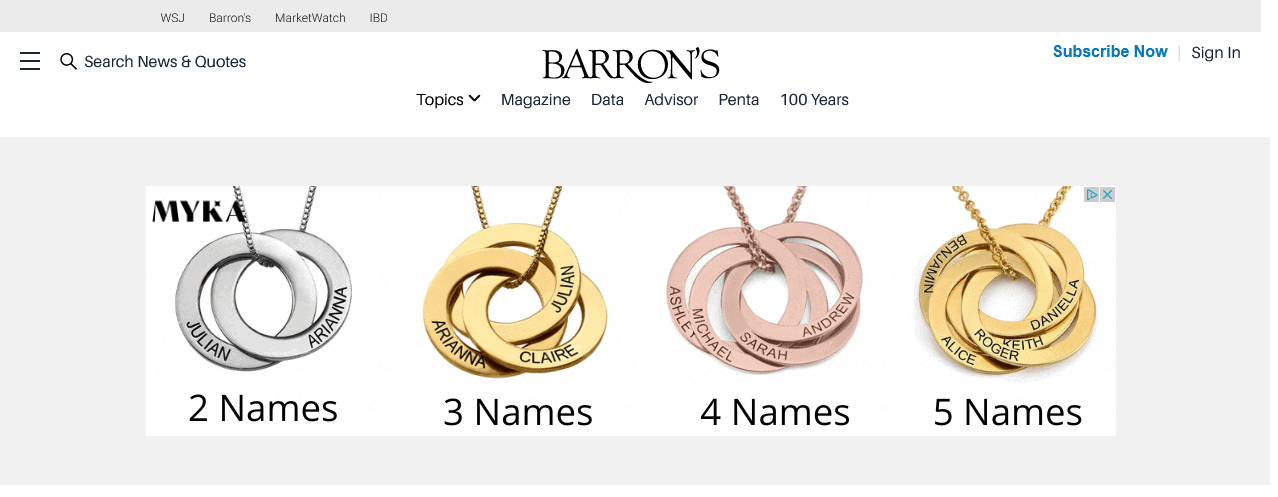 WSJ Barron's MarketWatch IBD
Search News & Quotes
BARRON'S
Subscribe Now | Sign In
Topics Magazine Data Advisor Penta 100 Years
MYKA
JULIAN ARIANNA
ARIANNA CLAIRE JULIAN
ASHLEY MICHAEL SARAH ANDREW
BENJAMIN ALICE ROGER KEITH DANIELLA
2 Names
3 Names
4 Names
5 Names